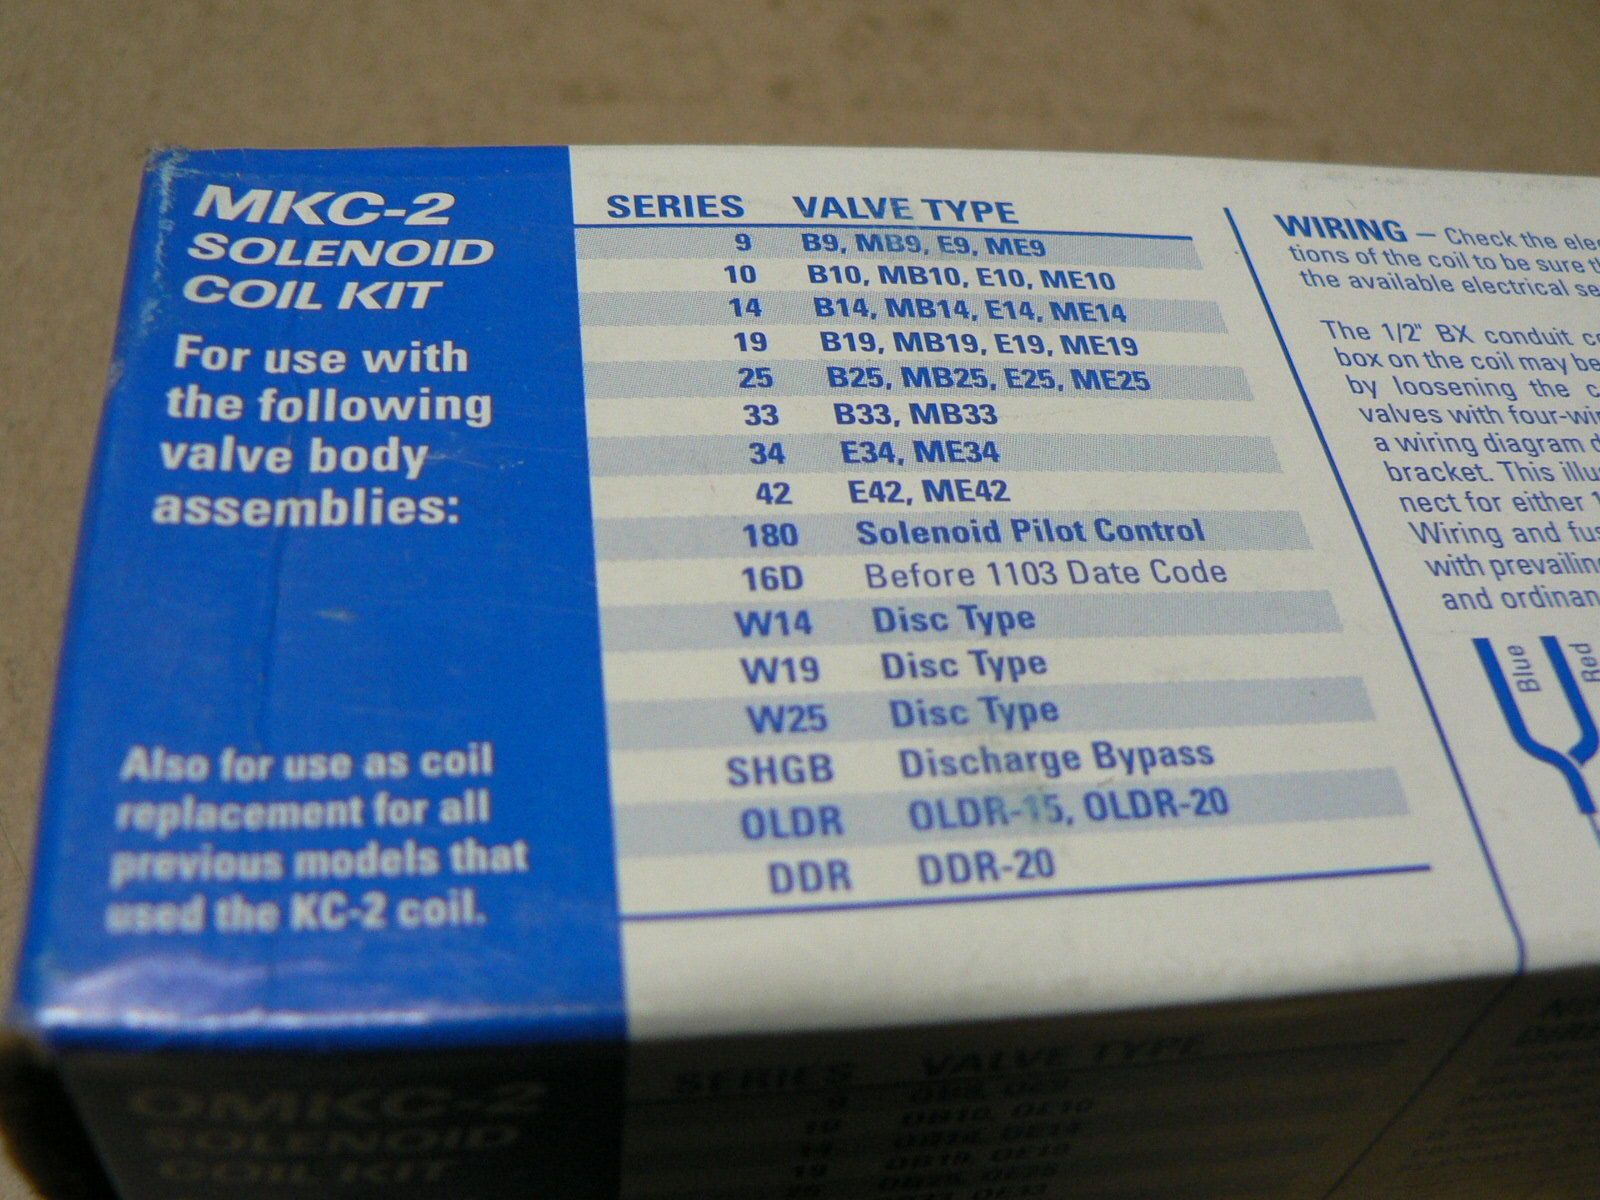 MKC-2
SOLENOID
COIL KIT
For use with
the following
valve body
assemblies:
Also for use as coil
replacement for all
previous models that
used the KC-2 coil.
SERIES VALVE TYPE
9 B9, MB9, E9, ME9
10 B10, MB10, E10, ME10
14 B14, MB14, E14, ME14
19 B19, MB19, E19, ME19
25 B25, MB25, E25, ME25
33 B33, MB33
34 E34, ME34
42 E42, ME42
180 Solenoid Pilot Control
16D Before 1103 Date Code
W14 Disc Type
W19 Disc Type
W25 Disc Type
SHGB Discharge Bypass
OLDR OLDR-15, OLDR-20
DDR DDR-20
WIRING – Check the
tions of the coil to be sure
the available electrical
The 1/2" BX conduit
box on the coil may be
by loosening the
valves with
a wiring diagram
bracket. This
nect for either
Wiring and
with
and
Blue
Red
OMKC-2
SOLENOID
COIL KIT
SERIES VALVE TYPE